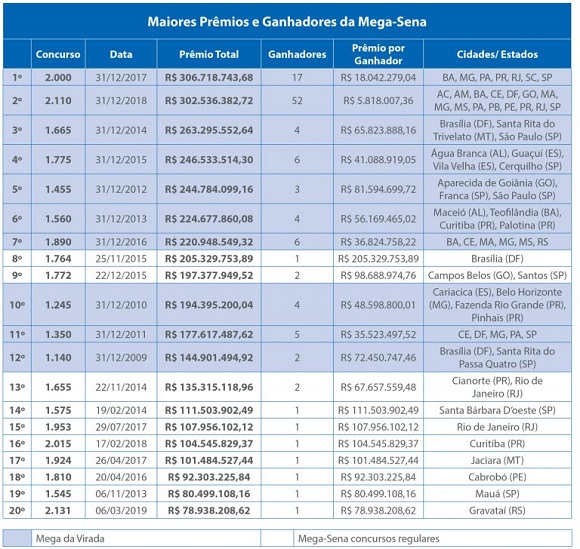 Maiores Prêmios e Ganhadores da Mega-Sena
Concurso Data Prêmio Total Ganhadores Prêmio por Ganhador Cidades/ Estados
1º 2.000 31/12/2017 R$ 306.718.743,68 17 R$ 18.042.279,04 BA, MG, PA, PR, RJ, SC, SP
2º 2.110 31/12/2018 R$ 302.536.382,72 52 R$ 5.818.007,36 AC, AM, BA, CE, DF, GO, MA,
MG, MS, PA, PB, PE, PR, RJ, SP
3º 1.665 31/12/2014 R$ 263.295.552,64 4 R$ 65.823.888,16 Brasília (DF), Santa Rita do
Trivelato (MT), São Paulo (SP)
4º 1.775 31/12/2015 R$ 246.533.514,30 6 R$ 41.088.919,05 Água Branca (AL), Guaçuí (ES),
Vila Velha (ES), Cerquilho (SP)
5º 1.455 31/12/2012 R$ 244.784.099,16 3 R$ 81.594.699,72 Aparecida de Goiânia (GO),
Franca (SP), São Paulo (SP)
6º 1.560 31/12/2013 R$ 224.677.860,08 4 R$ 56.169.465,02 Maceió (AL), Teofilândia (BA),
Curitiba (PR), Palotina (PR)
7º 1.890 31/12/2016 R$ 220.948.549,32 6 R$ 36.824.758,22 BA, CE, MA, MG, MS, RS
8º 1.764 25/11/2015 R$ 205.329.753,89 1 R$ 205.329.753,89 Brasília (DF)
9º 1.772 22/12/2015 R$ 197.377.949,52 2 R$ 98.688.974,76 Campos Belos (GO), Santos (SP)
10º 1.245 31/12/2010 R$ 194.395.200,04 4 R$ 48.598.800,01 Cariacica (ES), Belo Horizonte
(MG), Fazenda Rio Grande (PR),
Pinhais (PR)
11º 1.350 31/12/2011 R$ 177.617.487,62 5 R$ 35.523.497,52 CE, DF, MG, PA, SP
12º 1.140 31/12/2009 R$ 144.901.494,92 2 R$ 72.450.747,46 Brasília (DF), Santa Rita do
Passa Quatro (SP)
13º 1.655 22/11/2014 R$ 135.315.118,96 2 R$ 67.657.559,48 Cianorte (PR), Rio de
Janeiro (RJ)
14º 1.575 19/02/2014 R$ 111.503.902,49 1 R$ 111.503.902,49 Santa Bárbara D'oeste (SP)
15º 1.953 29/07/2017 R$ 107.956.102,12 1 R$ 107.956.102,12 Rio de Janeiro (RJ)
16º 2.015 17/02/2018 R$ 104.545.829,37 1 R$ 104.545.829,37 Curitiba (PR)
17º 1.924 26/04/2017 R$ 101.484.527,44 1 R$ 101.484.527,44 Jaciara (MT)
18º 1.810 20/04/2016 R$ 92.303.225,84 1 R$ 92.303.225,84 Cabrobó (PE)
19º 1.545 06/11/2013 R$ 80.499.108,16 1 R$ 80.499.108,16 Mauá (SP)
20º 2.131 06/03/2019 R$ 78.938.208,62 1 R$ 78.938.208,62 Gravataí (RS)
Mega da Virada Mega-Sena concursos regulares